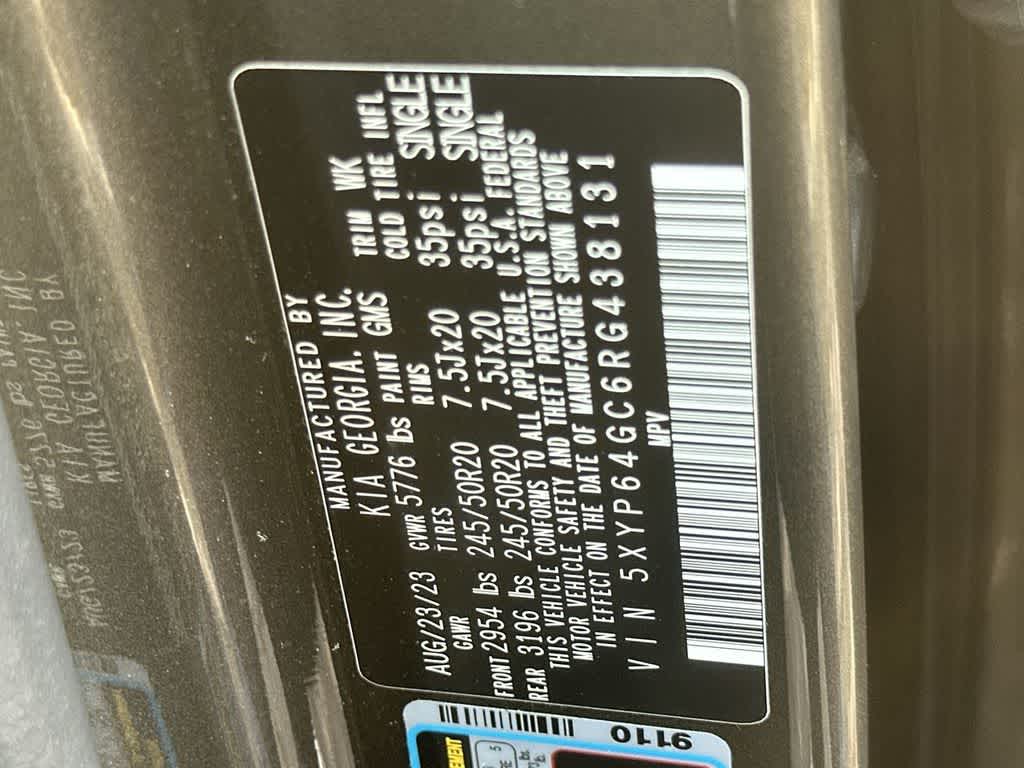 MANUFACTURED BY
KIA GEORGIA. INC.
AUG/23/23 GVWR 5776 lbs PAINT GMS TRIM WK
GAWR TIRES RIMS COLD TIRE INFL
FRONT 2954 lbs 245/50R20 7.5Jx20 35psi SINGLE
REAR 3196 lbs 245/50R20 7.5Jx20 35psi SINGLE
THIS VEHICLE CONFORMS TO ALL APPLICABLE U.S.A. FEDERAL
MOTOR VEHICLE SAFETY AND THEFT PREVENTION STANDARDS
IN EFFECT ON THE DATE OF MANUFACTURE SHOWN ABOVE
VIN 5XYP64GC6RG438131
MPV
9110